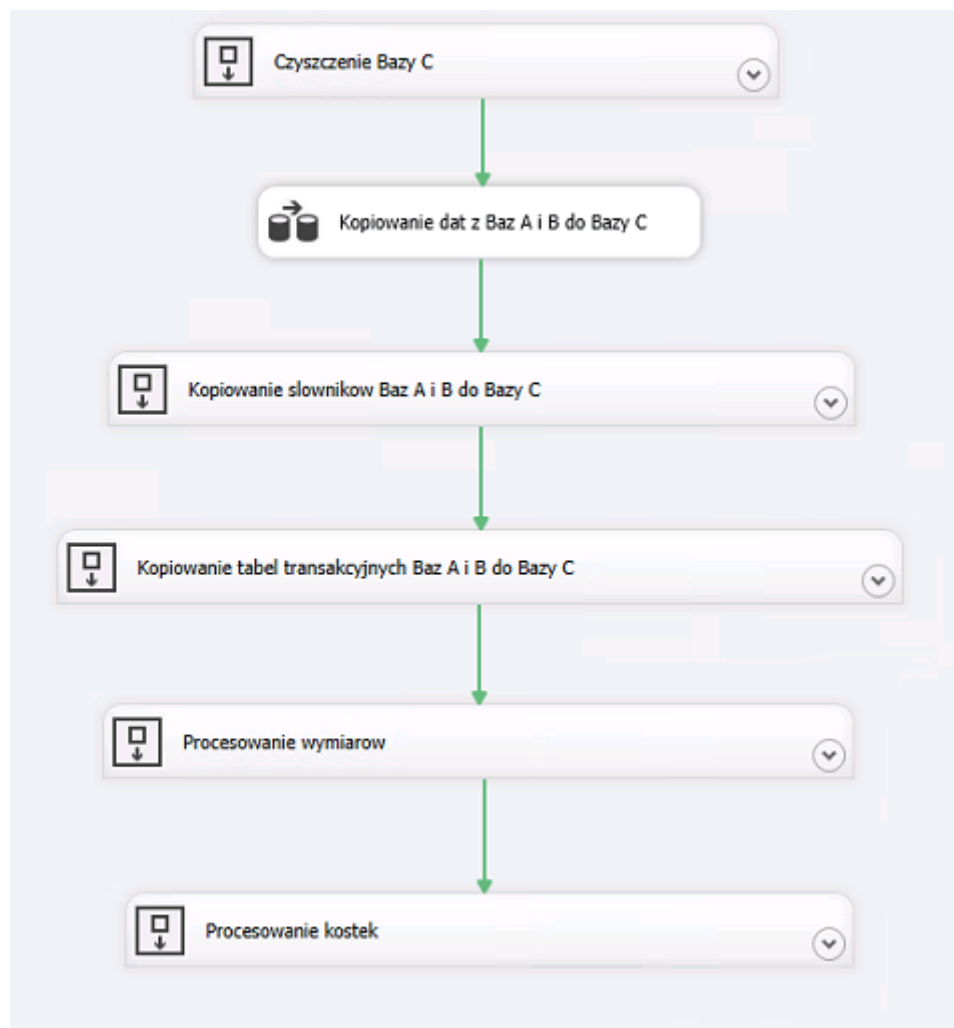 Czyszczenie Bazy C
Kopiowanie dat z Baz A i B do Bazy C
Kopiowanie slownikow Baz A i B do Bazy C
Kopiowanie tabel transakcyjnych Baz A i B do Bazy C
Procesowanie wymiarow
Procesowanie kostek